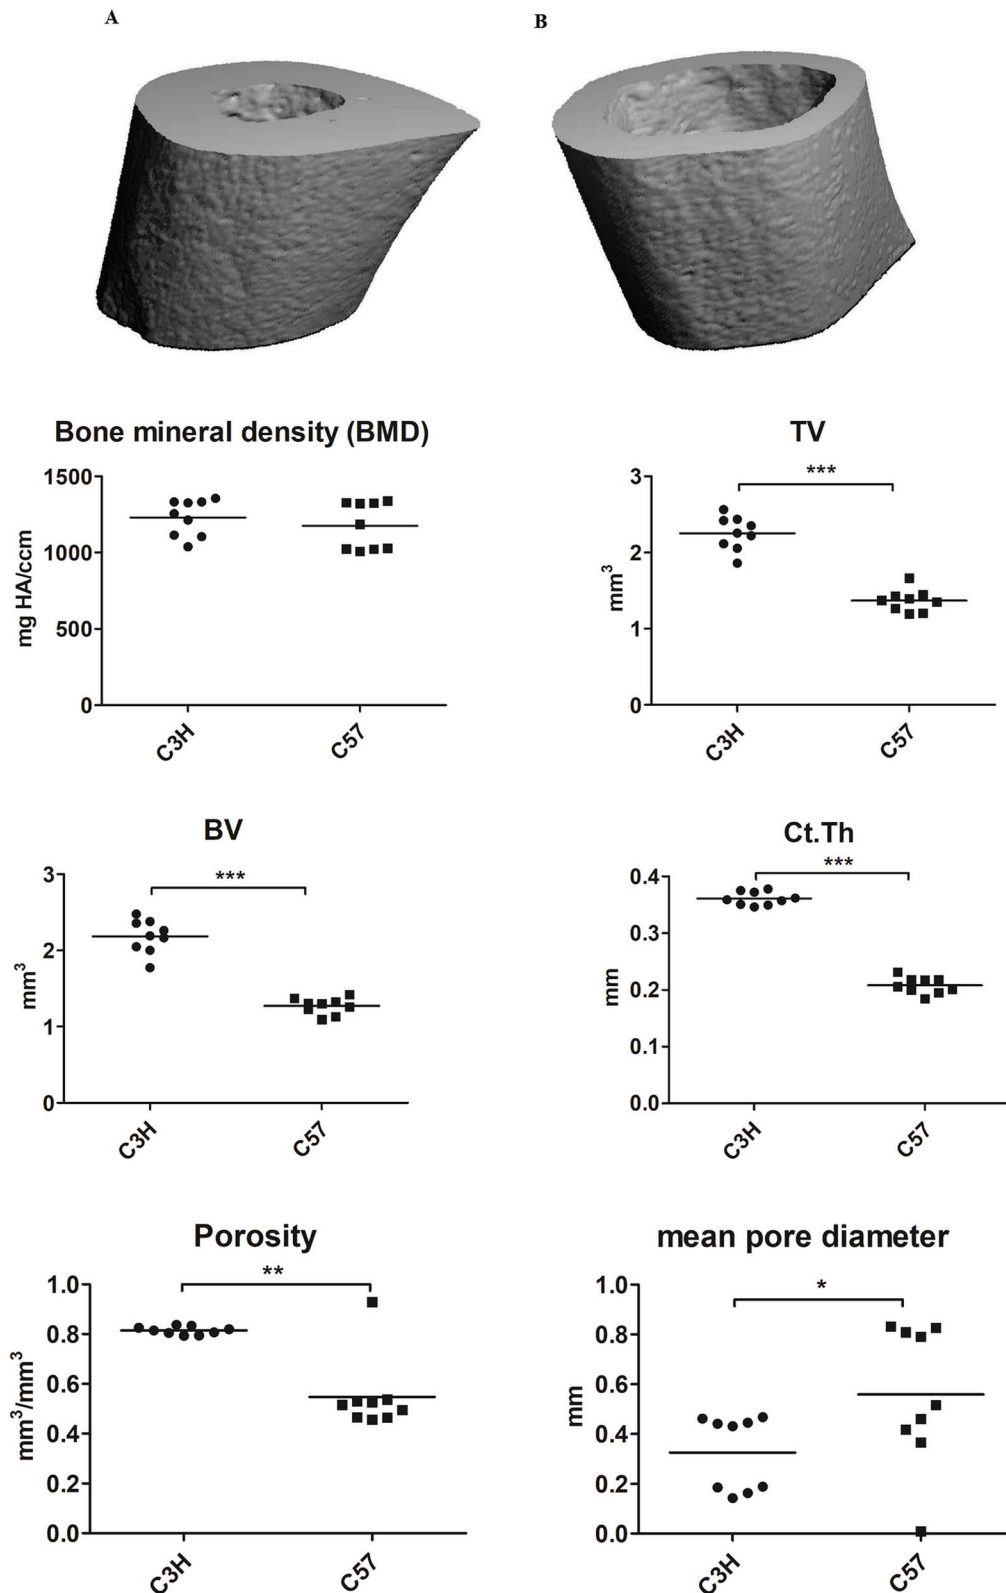 A
B
Bone mineral density (BMD)
mg HA/ccm
1500
1000
500
0
C3H
C57
TV
***
mm³
3
2
1
0
C3H
C57
BV
***
mm³
3
2
1
0
C3H
C57
Ct.Th
***
mm
0.4
0.3
0.2
0.1
0.0
C3H
C57
Porosity
**
mm³/mm³
1.0
0.8
0.6
0.4
0.2
0.0
C3H
C57
mean pore diameter
*
mm
1.0
0.8
0.6
0.4
0.2
0.0
C3H
C57